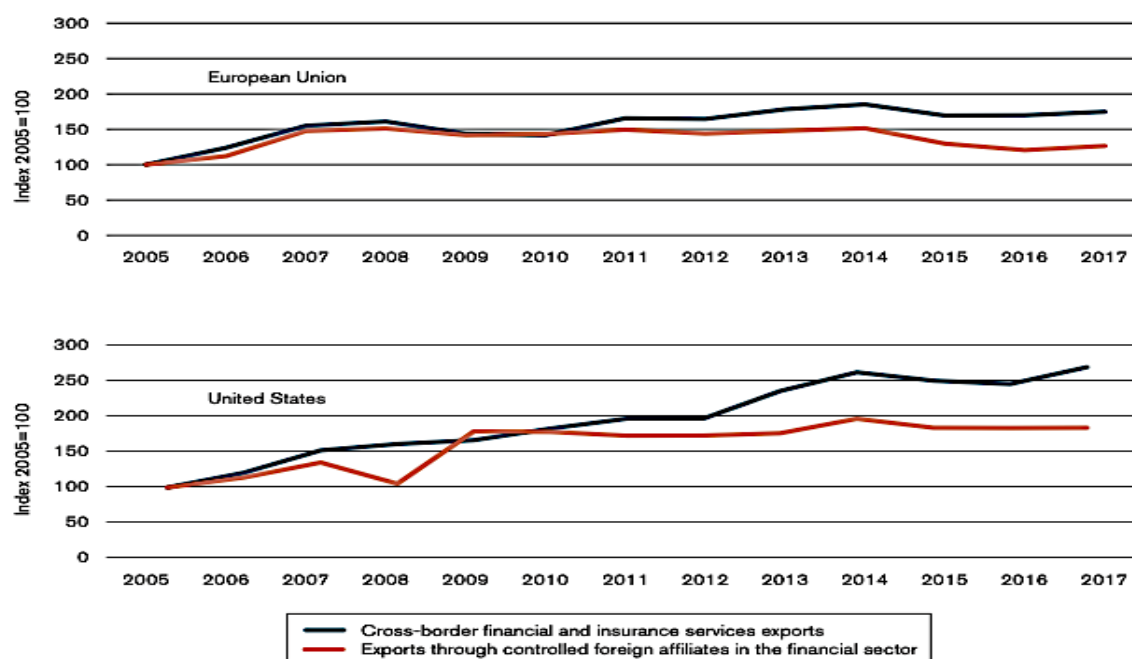 300
250
European Union
200
150
100
50
0
Index 2005=100
2005 2006 2007 2008 2009 2010 2011 2012 2013 2014 2015 2016 2017
300
250
United States
200
150
100
50
0
Index 2005=100
2005 2006 2007 2008 2009 2010 2011 2012 2013 2014 2015 2016 2017
Cross-border financial and insurance services exports
Exports through controlled foreign affiliates in the financial sector